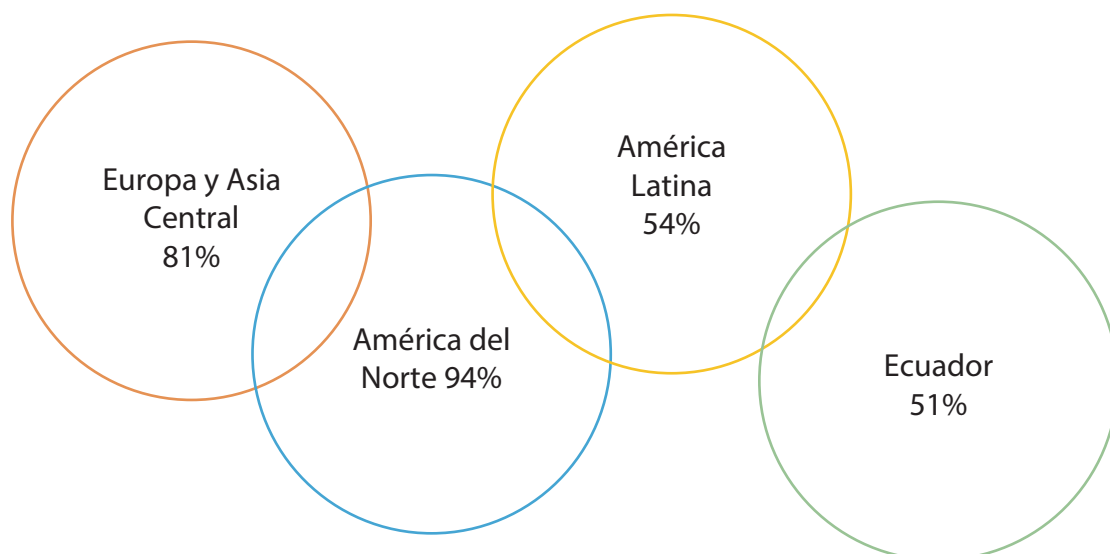 Europa y Asia
Central
81%
América del
Norte 94%
América
Latina
54%
Ecuador
51%